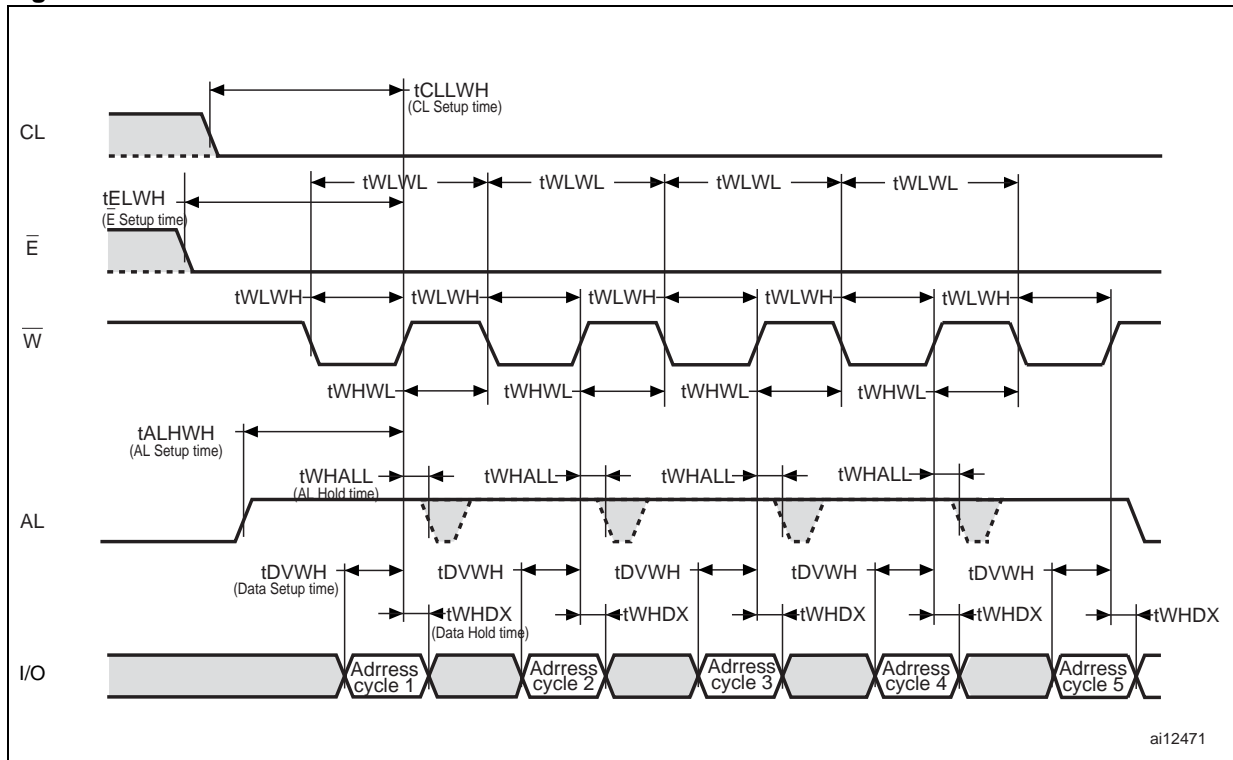 tCLLWH
(CL Setup time)
CL
tWLWL tWLWL tWLWL tWLWL
tELWH
(E̅ Setup time)
E̅
tWLWH tWLWH tWLWH tWLWH tWLWH
W̅
tWHWL tWHWL tWHWL tWHWL
tALHWH
(AL Setup time)
tWHALL tWHALL tWHALL tWHALL
(AL Hold time)
AL
tDVWH tDVWH tDVWH tDVWH tDVWH
(Data Setup time)
tWHDX tWHDX tWHDX tWHDX tWHDX
(Data Hold time)
I/O
Adrress
cycle 1
Adrress
cycle 2
Adrress
cycle 3
Adrress
cycle 4
Adrress
cycle 5
ai12471